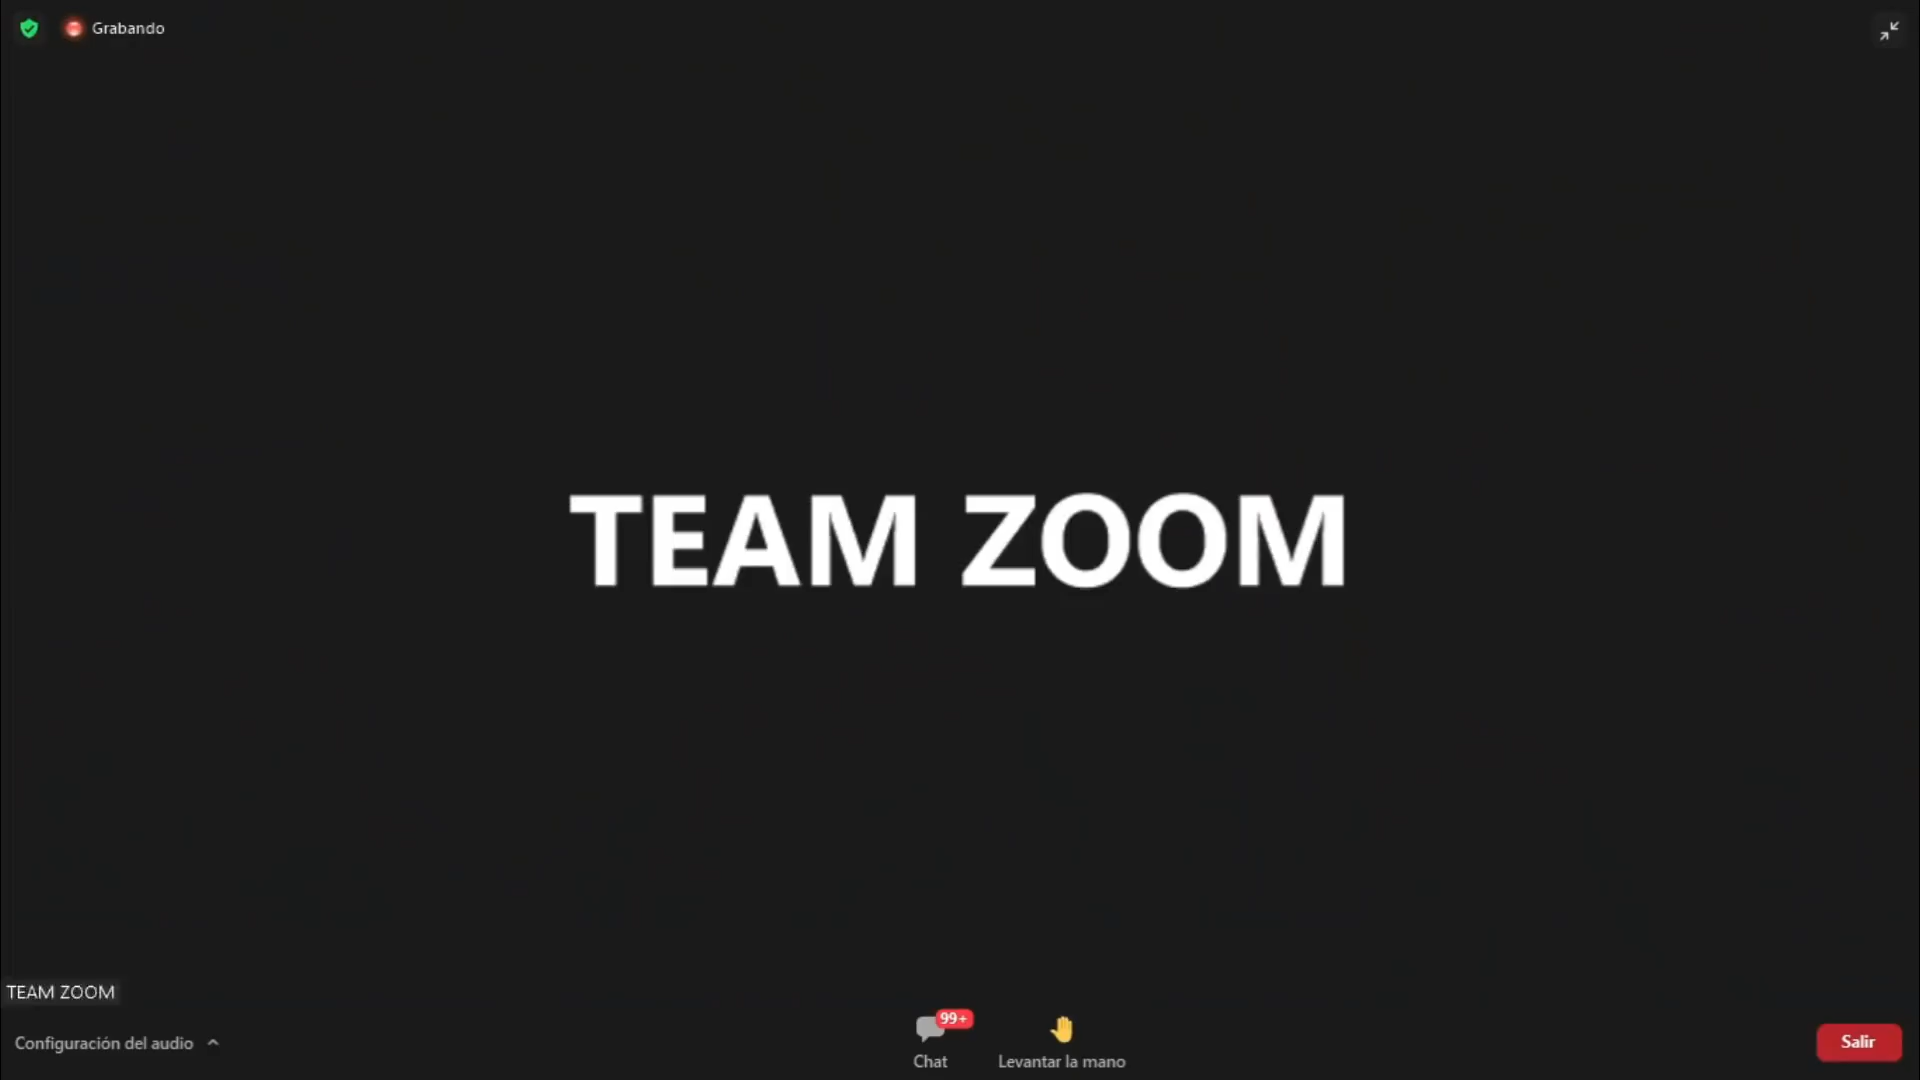 Grabando
TEAM ZOOM
TEAM ZOOM
Configuración del audio
99+
Chat
Levantar la mano
Salir